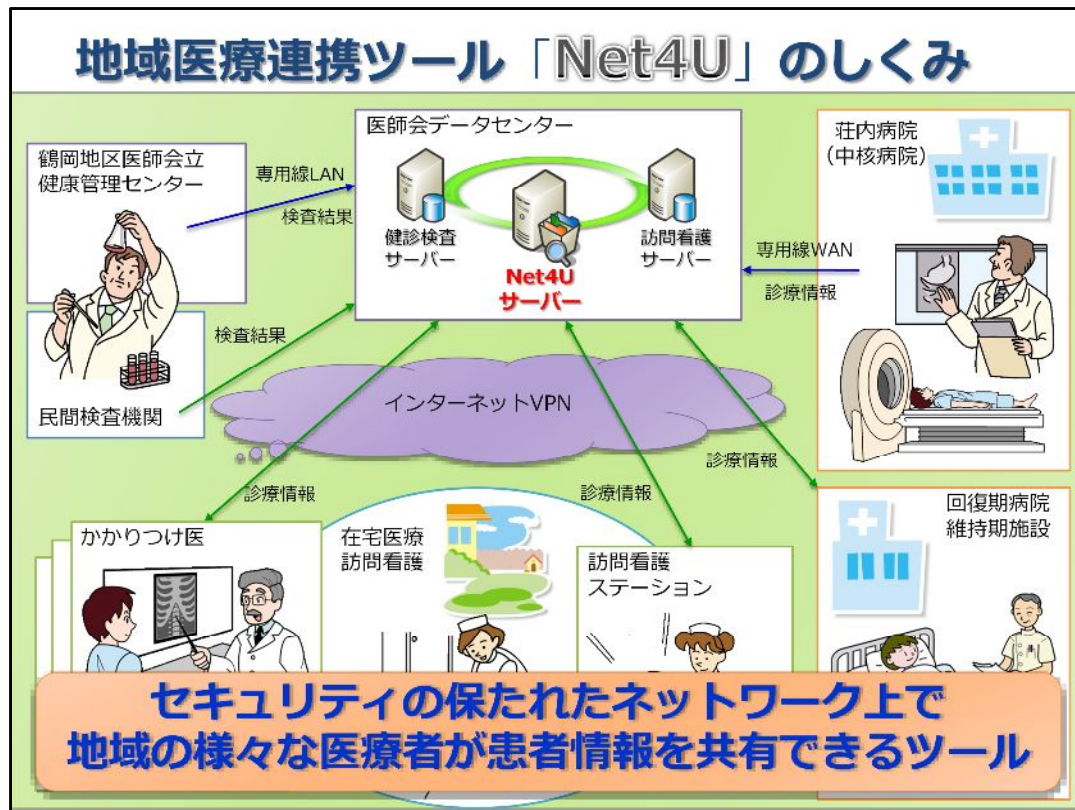 地域医療連携ツール「Net4U」のしくみ
医師会データセンター
健診検査
サーバー
Net4U
サーバー
訪問看護
サーバー
鶴岡地区医師会立
健康管理センター
専用線LAN
検査結果
荘内病院
（中核病院）
専用線WAN
診療情報
検査結果
民間検査機関
インターネットVPN
診療情報
診療情報
診療情報
かかりつけ医
在宅医療
訪問看護
訪問看護
ステーション
回復期病院
維持期施設
セキュリティの保たれたネットワーク上で
地域の様々な医療者が患者情報を共有できるツール